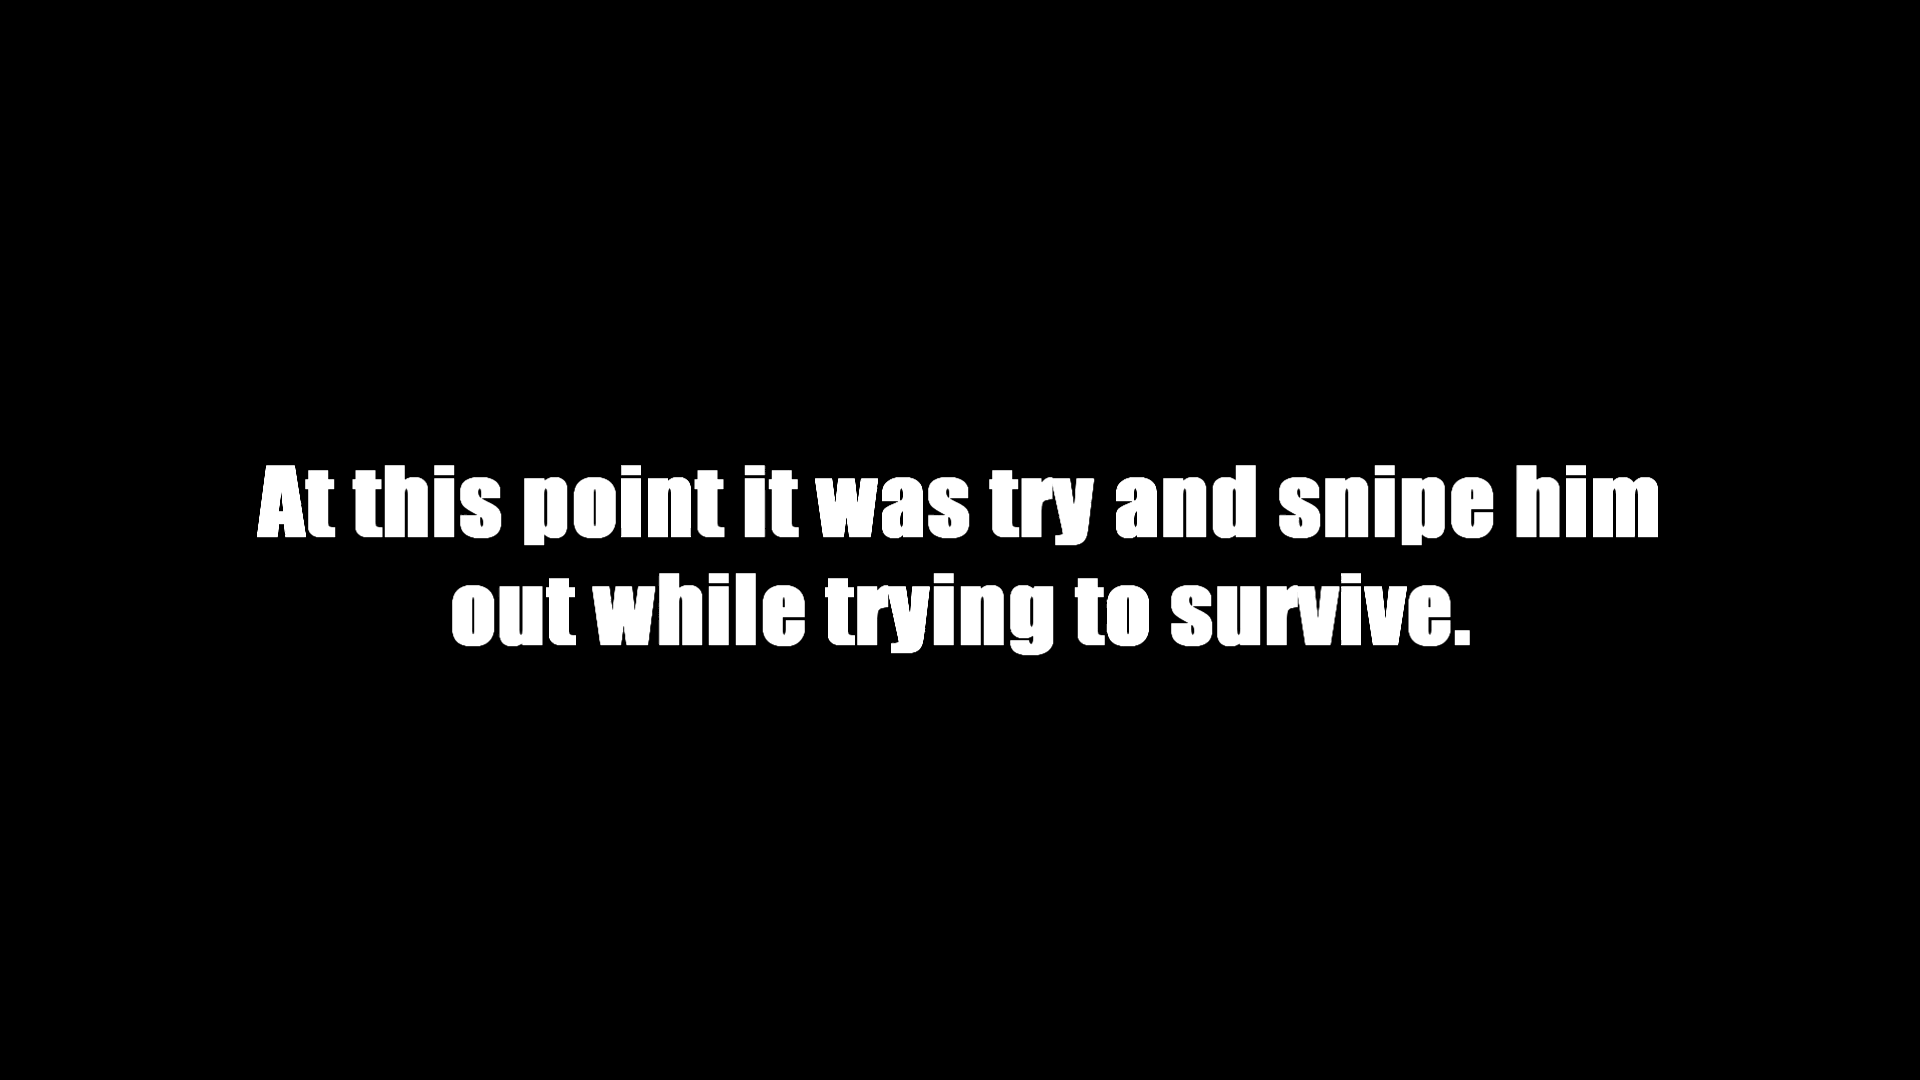 At this point it was try and snipe him
out while trying to survive.